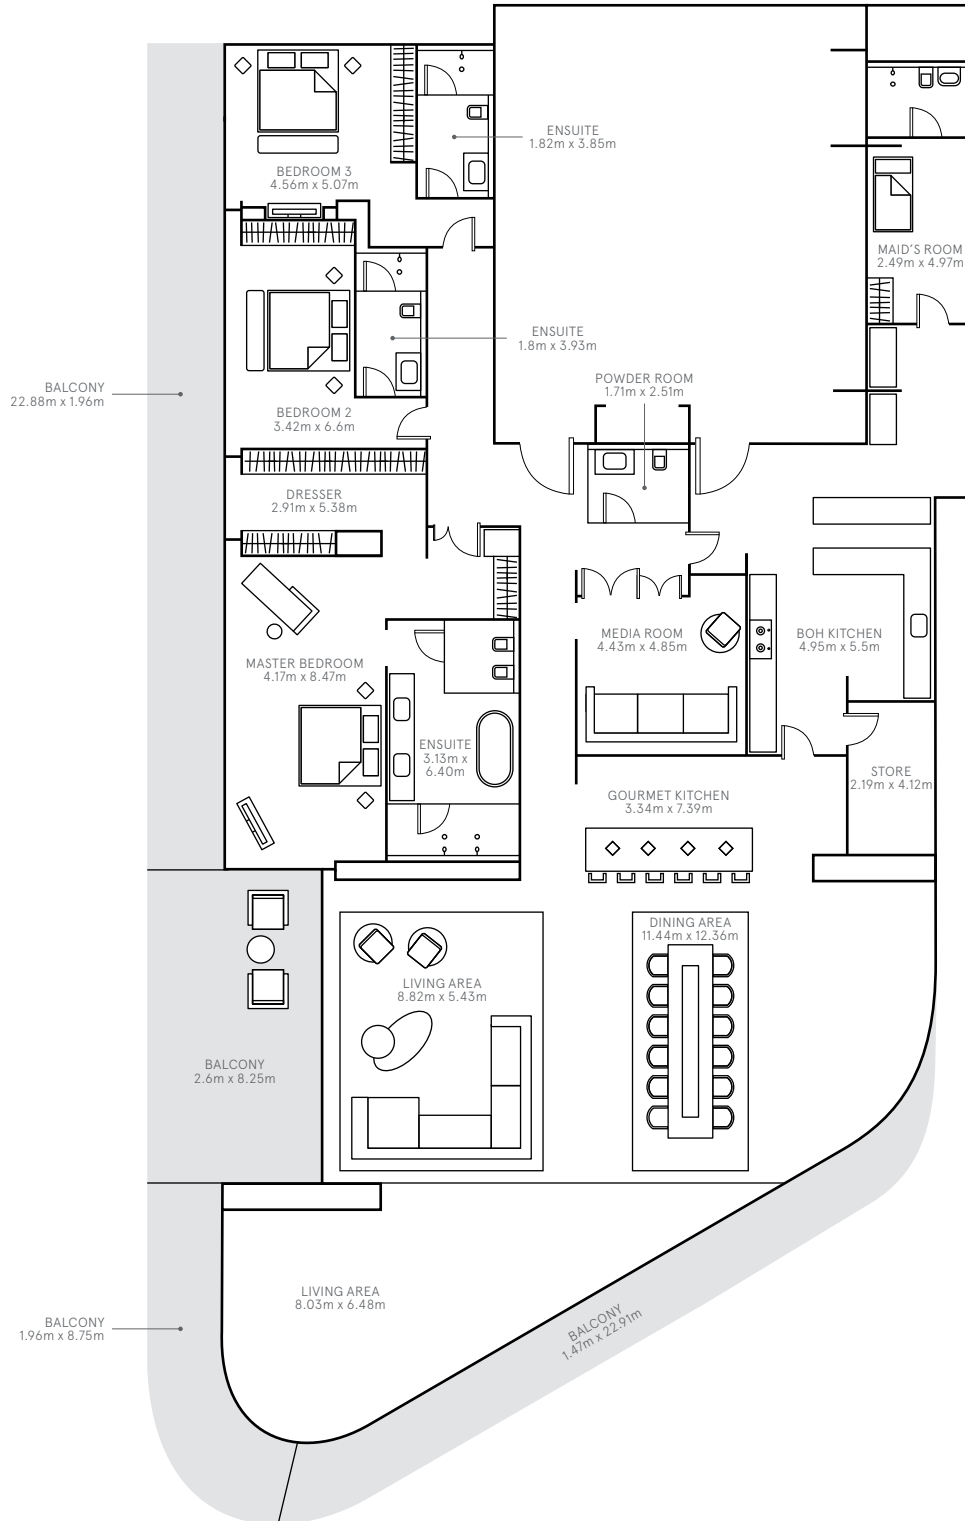 ENSUITE
1.82m x 3.85m
BEDROOM 3
4.56m x 5.07m
MAID'S ROOM
2.49m x 4.97m
ENSUITE
1.8m x 3.93m
POWDER ROOM
1.71m x 2.51m
BALCONY
22.88m x 1.96m
BEDROOM 2
3.42m x 6.6m
DRESSER
2.91m x 5.38m
MEDIA ROOM
4.43m x 4.85m
BOH KITCHEN
4.95m x 5.5m
MASTER BEDROOM
4.17m x 8.47m
ENSUITE
3.13m x
6.40m
STORE
2.19m x 4.12m
GOURMET KITCHEN
3.34m x 7.39m
DINING AREA
11.44m x 12.36m
LIVING AREA
8.82m x 5.43m
BALCONY
2.6m x 8.25m
LIVING AREA
8.03m x 6.48m
BALCONY
1.96m x 8.75m
BALCONY
1.47m x 22.91m